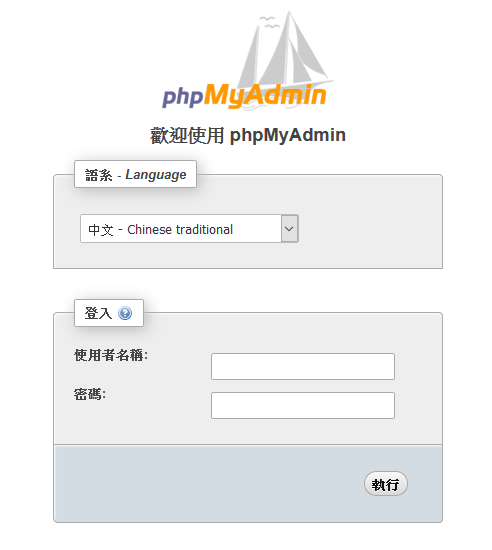 phpMyAdmin
歡迎使用 phpMyAdmin
語系 - Language
中文 - Chinese traditional
登入
使用者名稱:
密碼:
執行